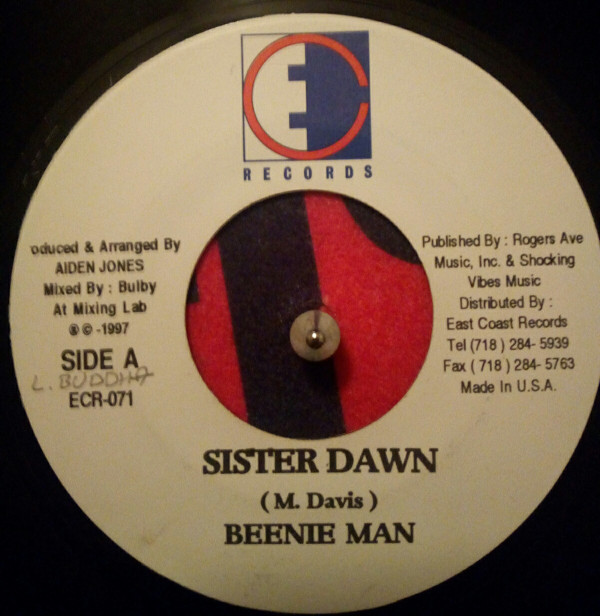 RECORDS
oduced & Arranged By
AIDEN JONES
Mixed By : Bulby
At Mixing Lab
℗ © -1997
SIDE A
L. BUDDHA
ECR-071
Published By : Rogers Ave
Music, Inc. & Shocking
Vibes Music
Distributed By :
East Coast Records
Tel (718 ) 284- 5939
Fax ( 718 ) 284- 5763
Made In U.S.A.
SISTER DAWN
( M. Davis )
BEENIE MAN